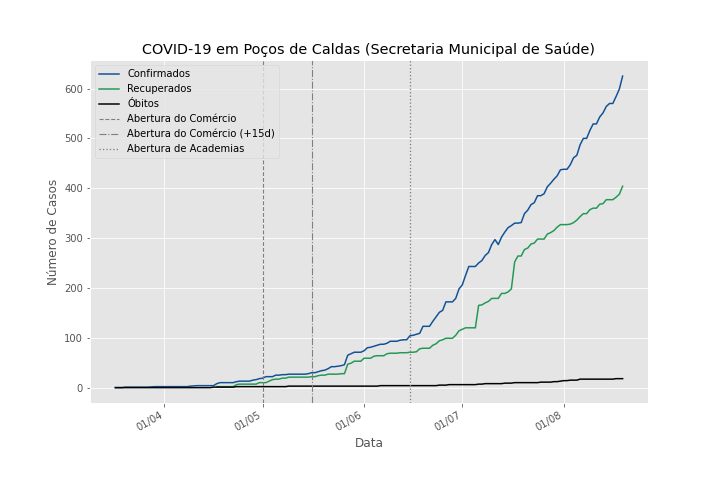 COVID-19 em Poços de Caldas (Secretaria Municipal de Saúde)
Confirmados
Recuperados
Óbitos
Abertura do Comércio
Abertura do Comércio (+15d)
Abertura de Academias
Número de Casos
600
500
400
300
200
100
0
01/04
01/05
01/06
01/07
01/08
Data